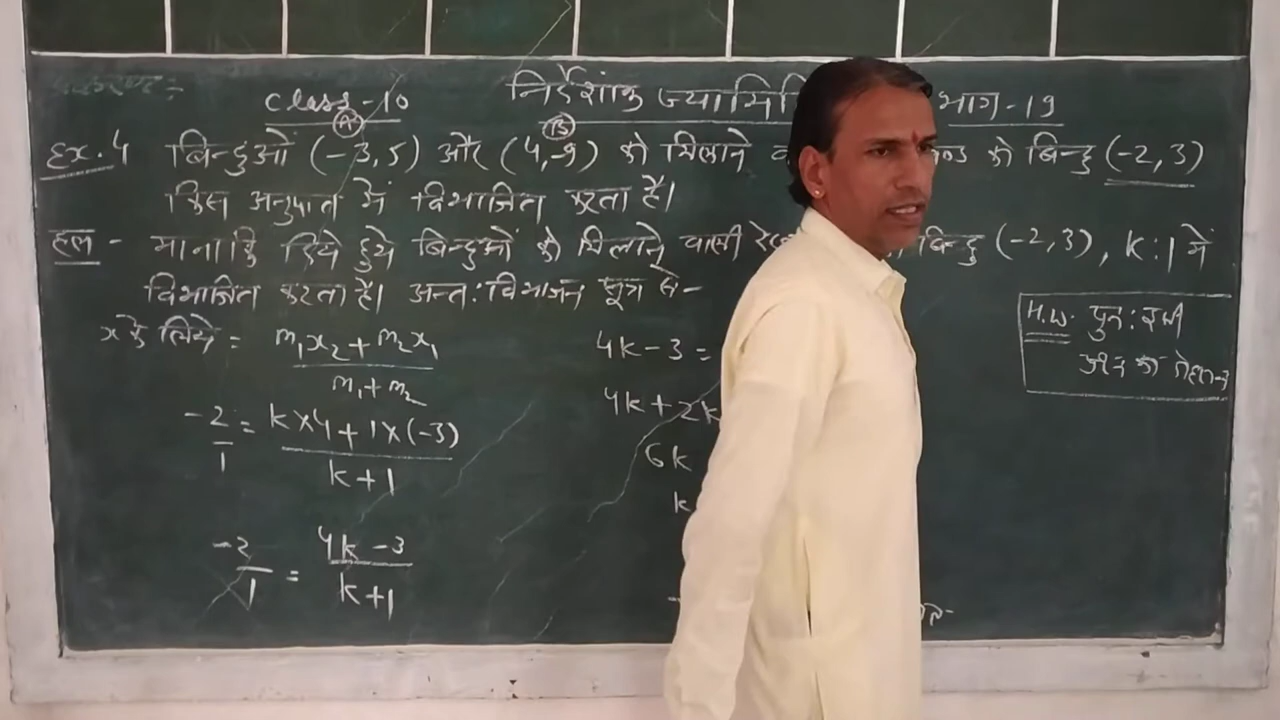 class-10
निर्देशांक ज्यामिति भाग-19
A B
Ex.4 बिन्दुओं (-3,5) और (4,-9) को मिलाने को बिन्दु (-2,3)
किस अनुपात में विभाजित करता है।
हल - मानाकि दिये हुये बिन्दुओं को मिलाने वाली बिन्दु (-2,3), k:1 में
विभाजित करता है। अन्त:विभाजन सूत्र से-
x के लिये = m₁x₂ + m₂x₁ / m₁ + m₂
-2/1 = k×4 + 1×(-3) / k+1
-2/1 = 4k-3 / k+1
4k-3 =
4k+2k
6k
k
H.W. पुन: इसी